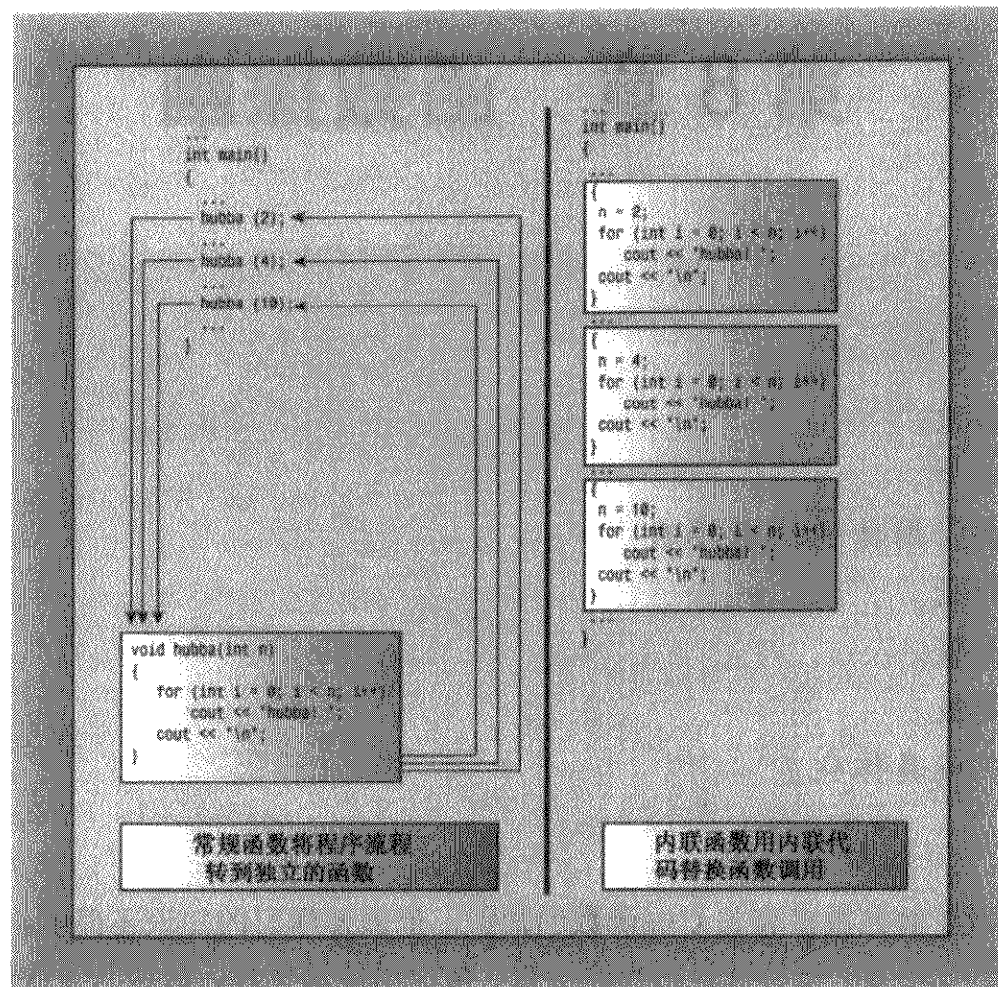 ...
int main()
{
...
hubba (2);
...
hubba (4);
...
hubba (10);
...
}
void hubba(int n)
{
for (int i = 0; i < n; i++)
cout << "hubba! ";
cout << "\n";
}
常规函数将程序流程
转到独立的函数
...
int main()
{
...
{
n = 2;
for (int i = 0; i < n; i++)
cout << "hubba! ";
cout << "\n";
}
...
{
n = 4;
for (int i = 0; i < n; i++)
cout << "hubba! ";
cout << "\n";
}
...
{
n = 10;
for (int i = 0; i < n; i++)
cout << "hubba! ";
cout << "\n";
}
...
}
内联函数用内联代
码替换函数调用